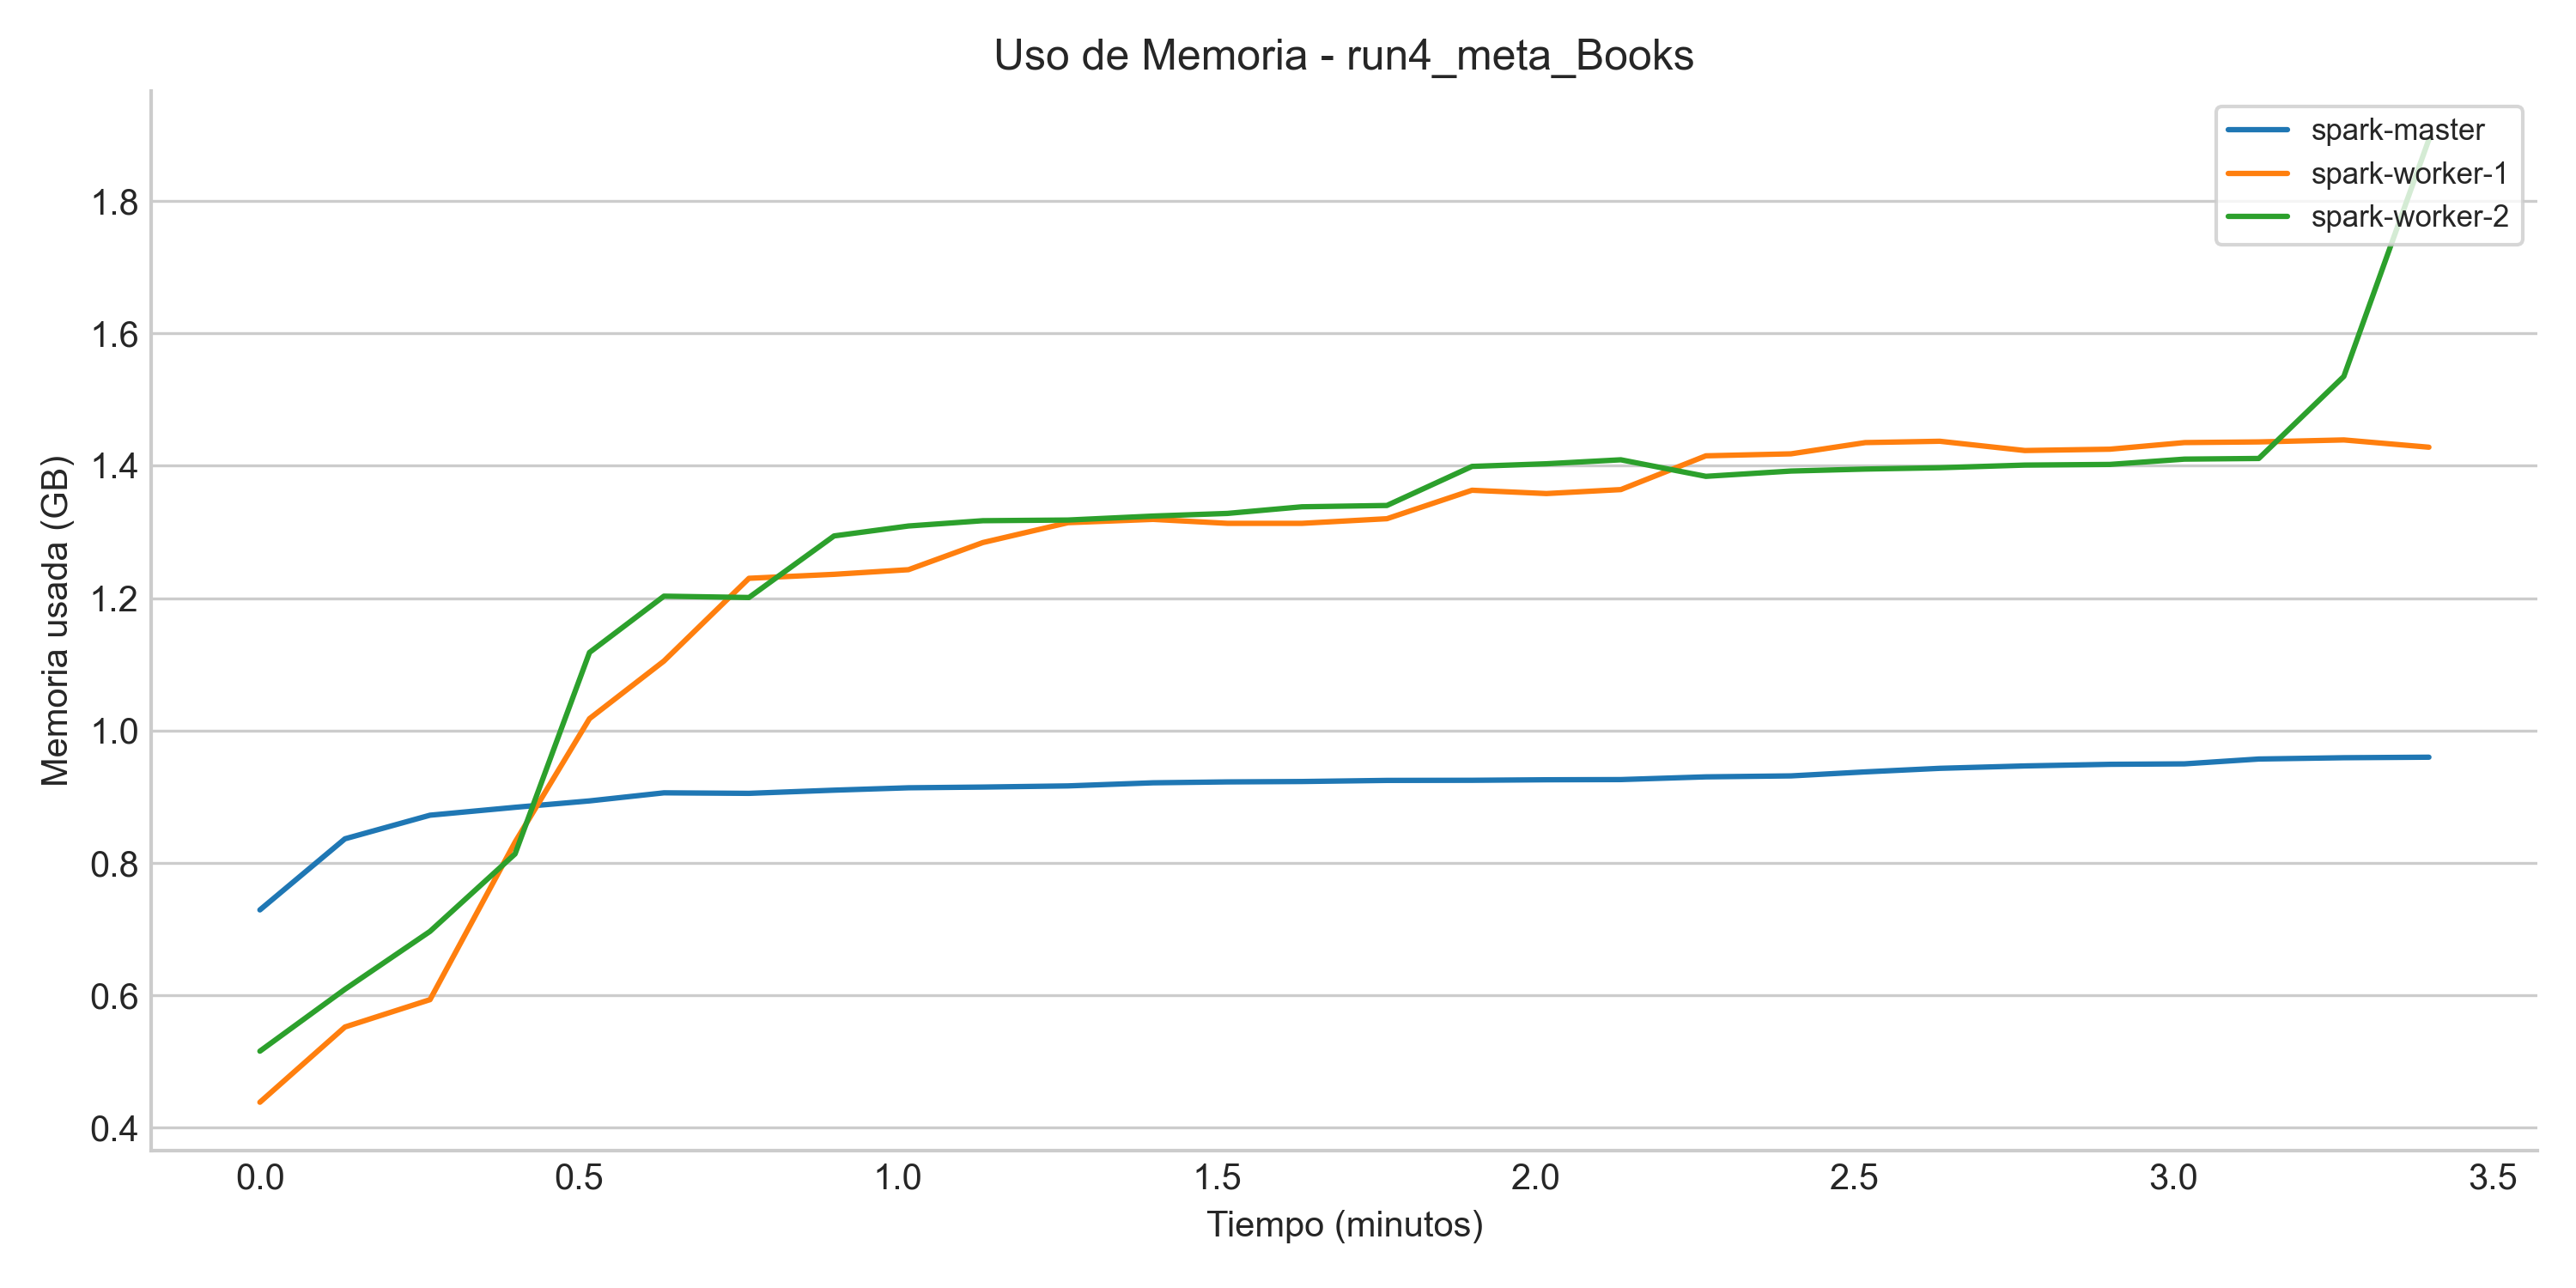 Uso de Memoria - run4_meta_Books
spark-master
spark-worker-1
spark-worker-2
Memoria usada (GB)
1.8
1.6
1.4
1.2
1.0
0.8
0.6
0.4
0.0 0.5 1.0 1.5 2.0 2.5 3.0 3.5
Tiempo (minutos)